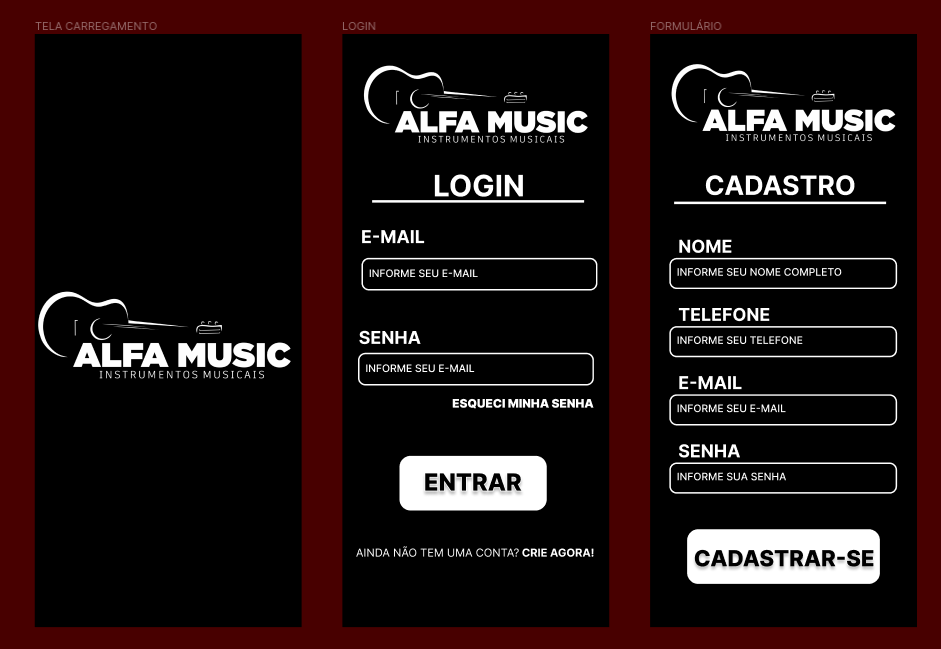 TELA CARREGAMENTO
ALFA MUSIC
INSTRUMENTOS MUSICAIS
LOGIN
ALFA MUSIC
INSTRUMENTOS MUSICAIS
LOGIN
E-MAIL
INFORME SEU E-MAIL
SENHA
INFORME SEU E-MAIL
ESQUECI MINHA SENHA
ENTRAR
AINDA NÃO TEM UMA CONTA? CRIE AGORA!
FORMULÁRIO
ALFA MUSIC
INSTRUMENTOS MUSICAIS
CADASTRO
NOME
INFORME SEU NOME COMPLETO
TELEFONE
INFORME SEU TELEFONE
E-MAIL
INFORME SEU E-MAIL
SENHA
INFORME SUA SENHA
CADASTRAR-SE